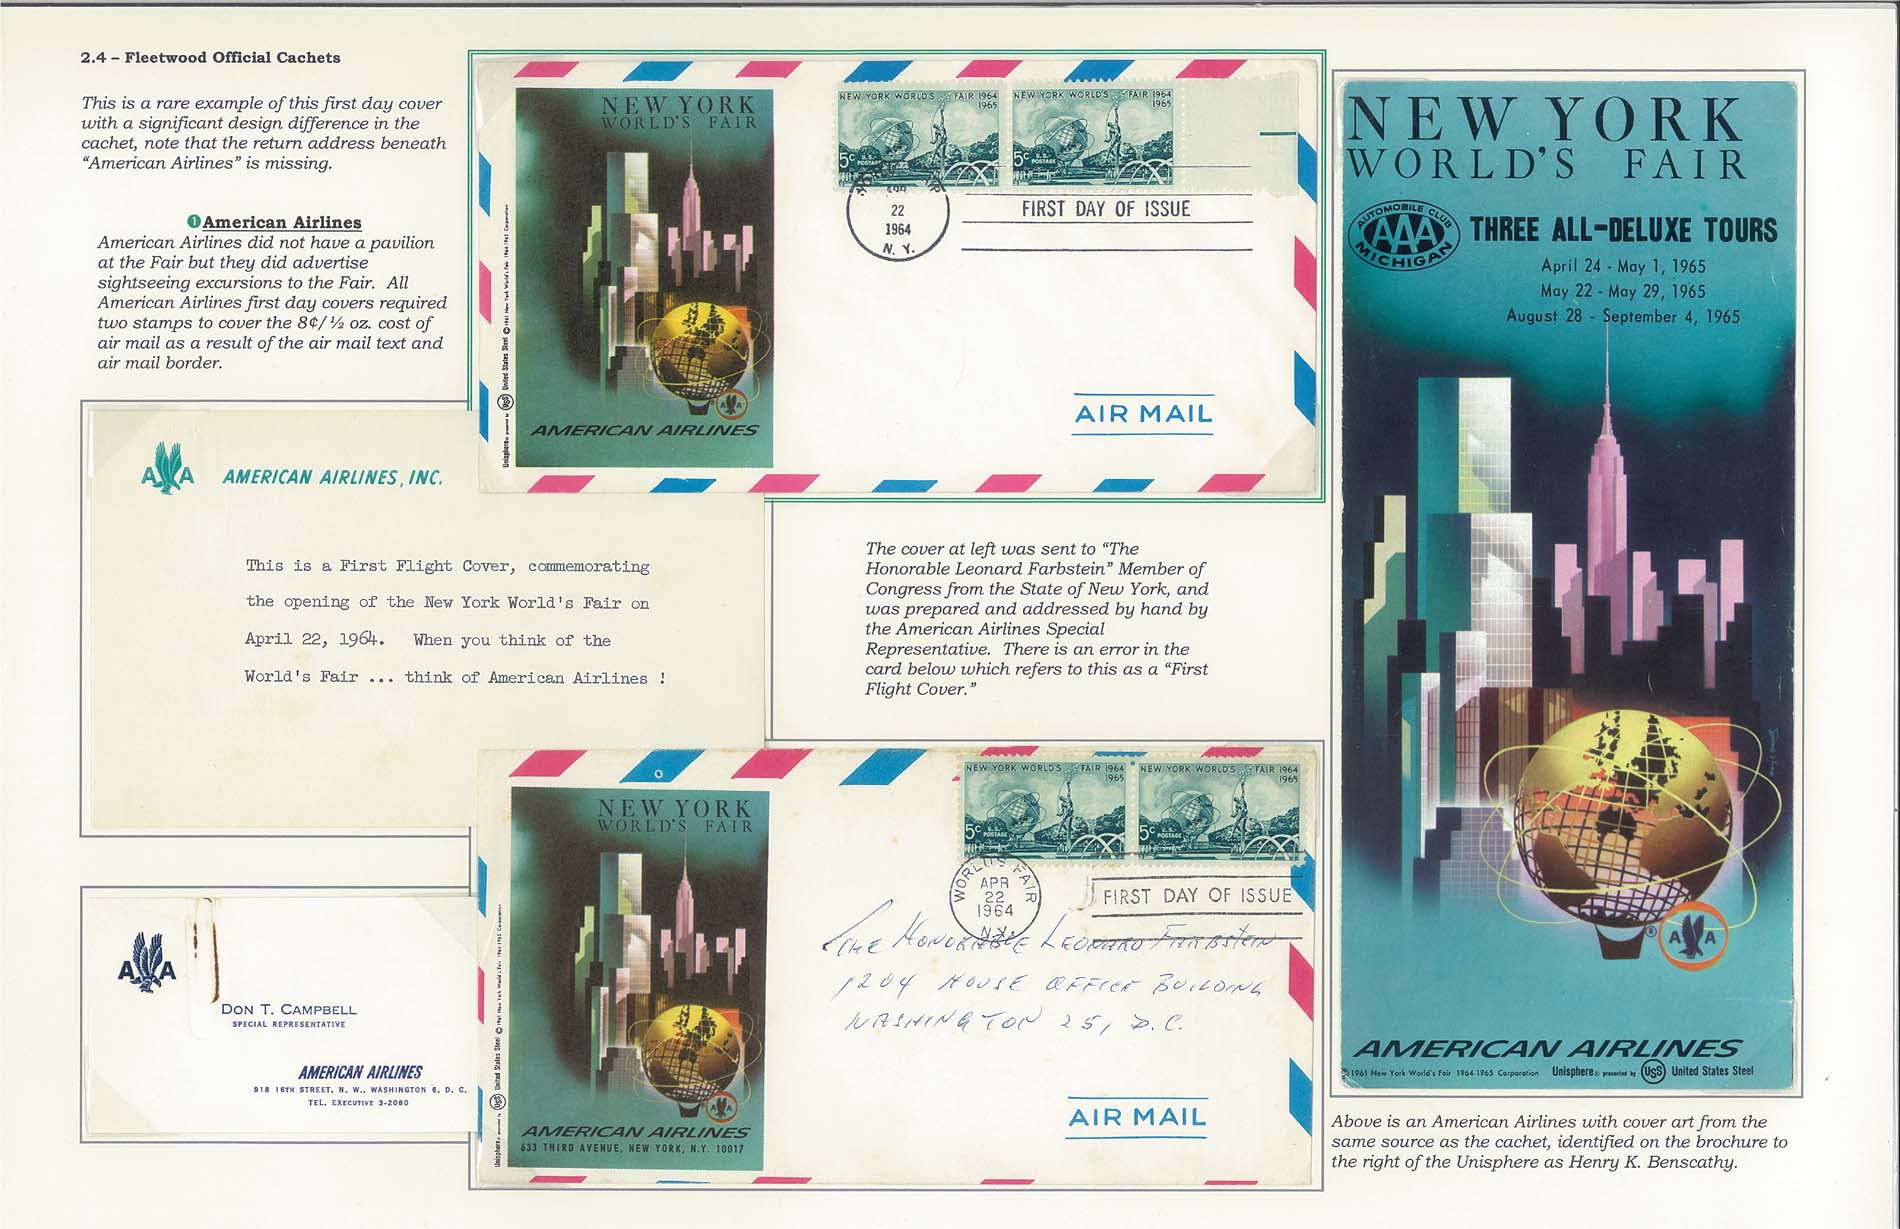 2.4 – Fleetwood Official Cachets
This is a rare example of this first day cover
with a significant design difference in the
cachet, note that the return address beneath
“American Airlines” is missing.
1 American Airlines
American Airlines did not have a pavilion
at the Fair but they did advertise
sightseeing excursions to the Fair. All
American Airlines first day covers required
two stamps to cover the 8¢/½ oz. cost of
air mail as a result of the air mail text and
air mail border.
NEW YORK
WORLD'S FAIR
AMERICAN AIRLINES
Unisphere® presented by USS United States Steel © 1961 New York World's Fair 1964-1965 Corporation
NEW YORK WORLD'S FAIR 1964
1965
5c U.S. POSTAGE
NEW YORK WORLD'S FAIR 1964
1965
5c U.S. POSTAGE
WORLD'S FAIR
APR
22
1964
N. Y.
FIRST DAY OF ISSUE
AIR MAIL
NEW YORK
WORLD'S FAIR
AUTOMOBILE CLUB
AAA
MICHIGAN
THREE ALL-DELUXE TOURS
April 24 - May 1, 1965
May 22 - May 29, 1965
August 28 - September 4, 1965
®
A A
AMERICAN AIRLINES
© 1961 New York World's Fair 1964-1965 Corporation Unisphere® presented by USS United States Steel
Above is an American Airlines with cover art from the
same source as the cachet, identified on the brochure to
the right of the Unisphere as Henry K. Benscathy.
A A AMERICAN AIRLINES, INC.
This is a First Flight Cover, commemorating
the opening of the New York World's Fair on
April 22, 1964. When you think of the
World's Fair ... think of American Airlines !
The cover at left was sent to “The
Honorable Leonard Farbstein” Member of
Congress from the State of New York, and
was prepared and addressed by hand by
the American Airlines Special
Representative. There is an error in the
card below which refers to this as a “First
Flight Cover.”
A A
DON T. CAMPBELL
SPECIAL REPRESENTATIVE
AMERICAN AIRLINES
918 16TH STREET, N. W., WASHINGTON 6, D. C.
TEL. EXECUTIVE 3-2080
NEW YORK
WORLD'S FAIR
AMERICAN AIRLINES
633 THIRD AVENUE, NEW YORK, N.Y. 10017
Unisphere® presented by USS United States Steel © 1961 New York World's Fair 1964-1965 Corporation
NEW YORK WORLD'S FAIR 1964
1965
5c U.S. POSTAGE
NEW YORK WORLD'S FAIR 1964
1965
5c U.S. POSTAGE
WORLD'S FAIR
APR
22
1964
N.Y.
FIRST DAY OF ISSUE
THE HONORABLE LEONARD FARBSTEIN
1204 HOUSE OFFICE BUILDING
WASHINGTON 25, D.C.
AIR MAIL